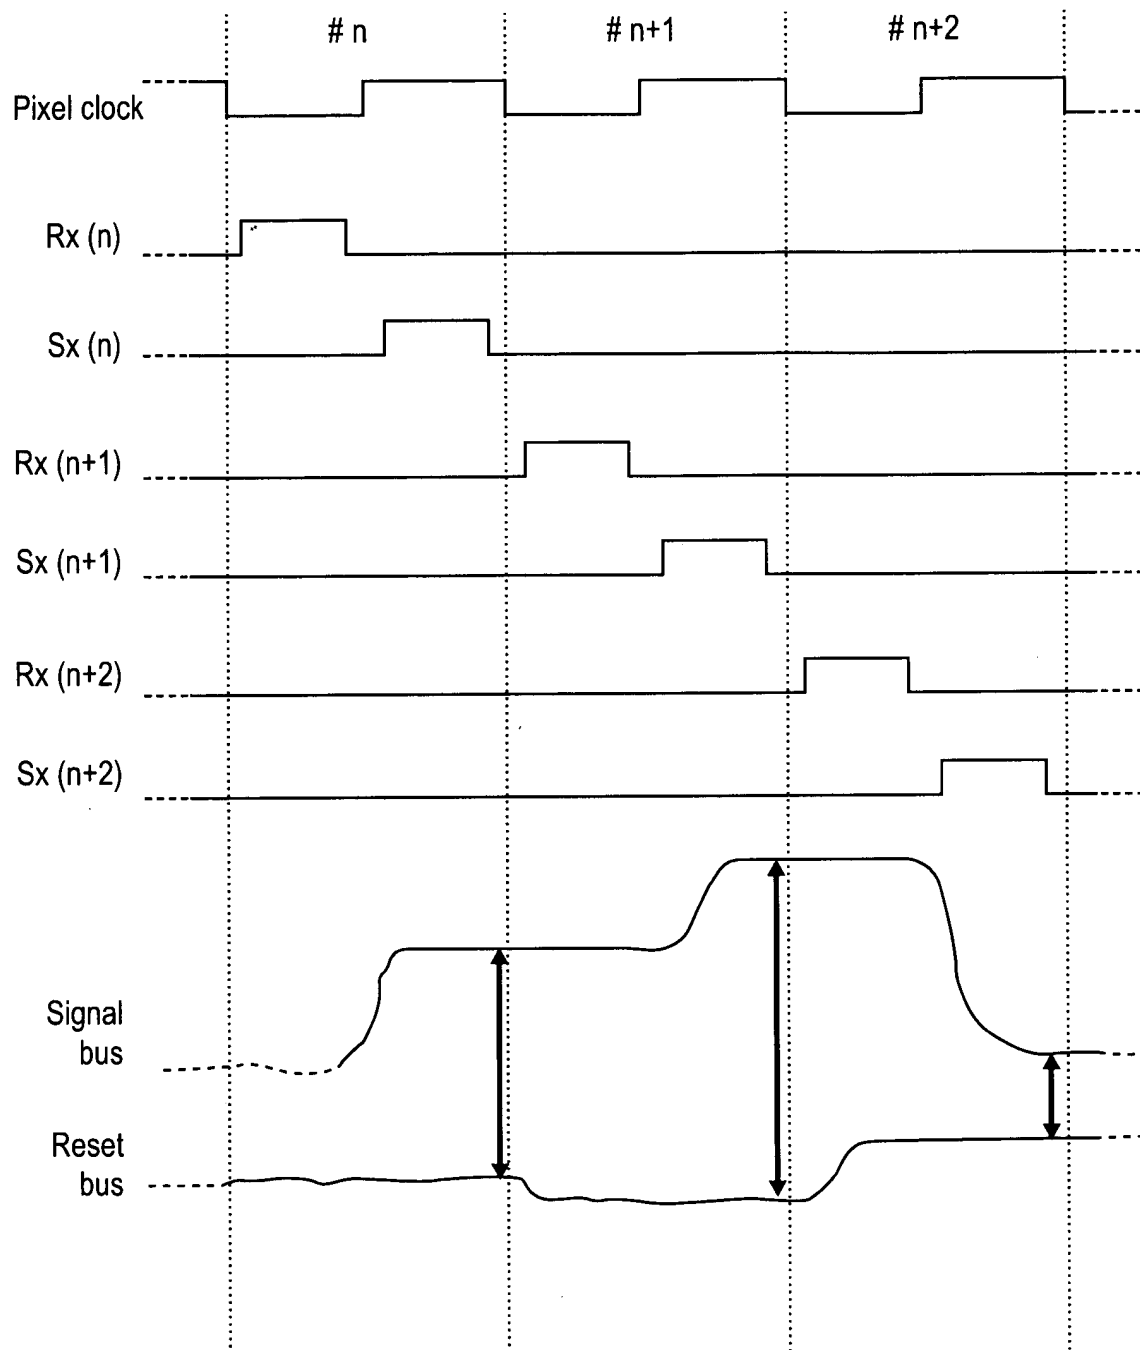 # n
# n+1
# n+2
Pixel clock
Rx (n)
Sx (n)
Rx (n+1)
Sx (n+1)
Rx (n+2)
Sx (n+2)
Signal
bus
Reset
bus